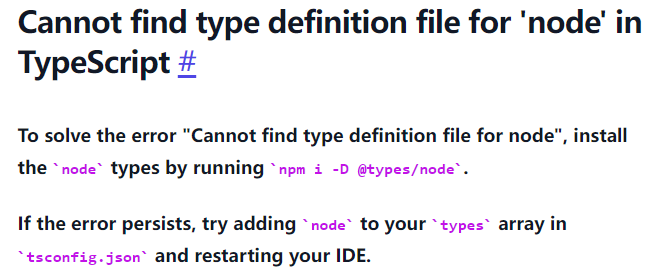 Cannot find type definition file for 'node' in
TypeScript #
To solve the error "Cannot find type definition file for node", install
the `node` types by running `npm i -D @types/node`.
If the error persists, try adding `node` to your `types` array in
`tsconfig.json` and restarting your IDE.